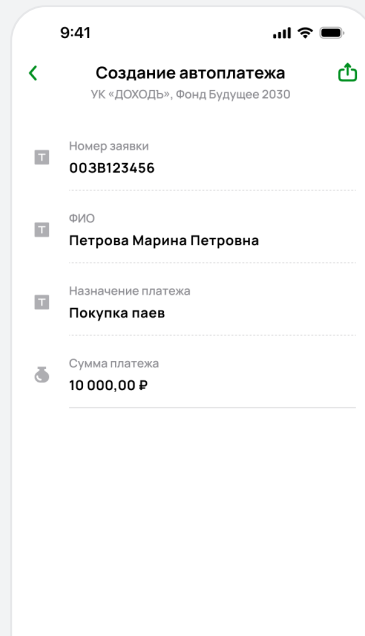 9:41
Создание автоплатежа
УК «ДОХОДЪ», Фонд Будущее 2030
Т
Номер заявки
003В123456
Т
ФИО
Петрова Марина Петровна
Т
Назначение платежа
Покупка паев
Сумма платежа
10 000,00 ₽